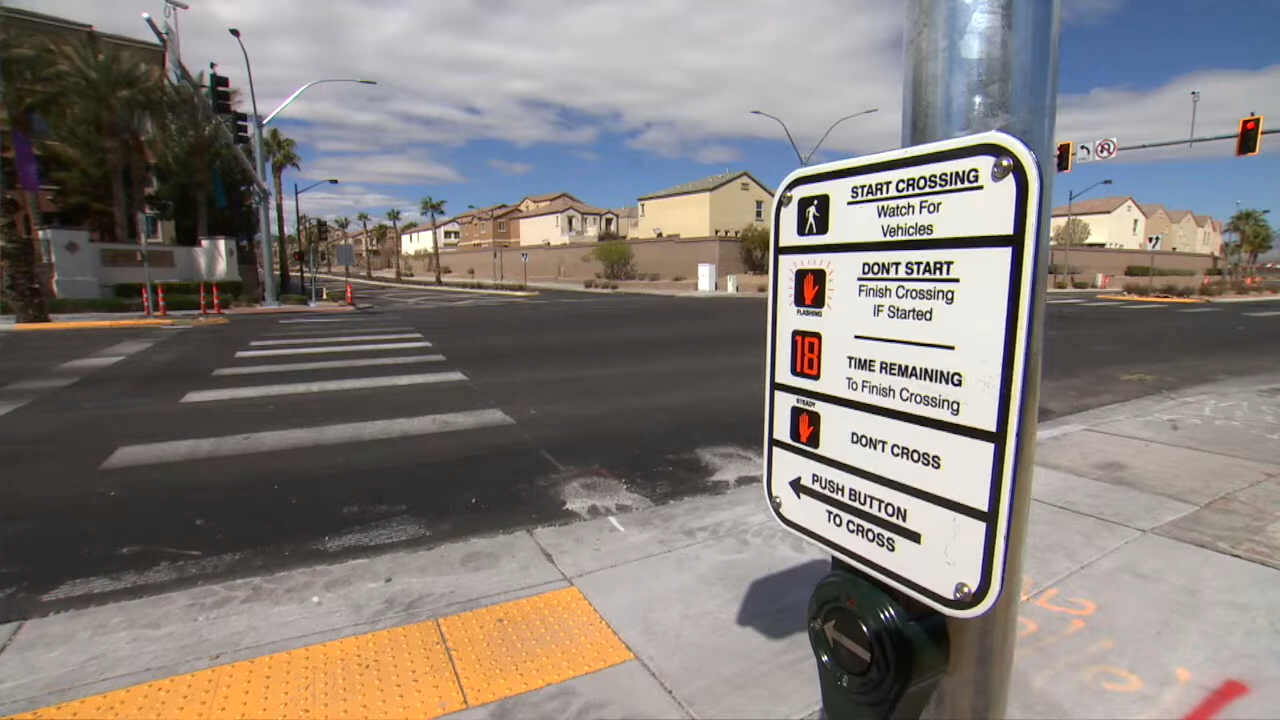 START CROSSING
Watch For
Vehicles
DON'T START
Finish Crossing
IF Started
FLASHING
18
TIME REMAINING
To Finish Crossing
STEADY
DON'T CROSS
PUSH BUTTON
TO CROSS